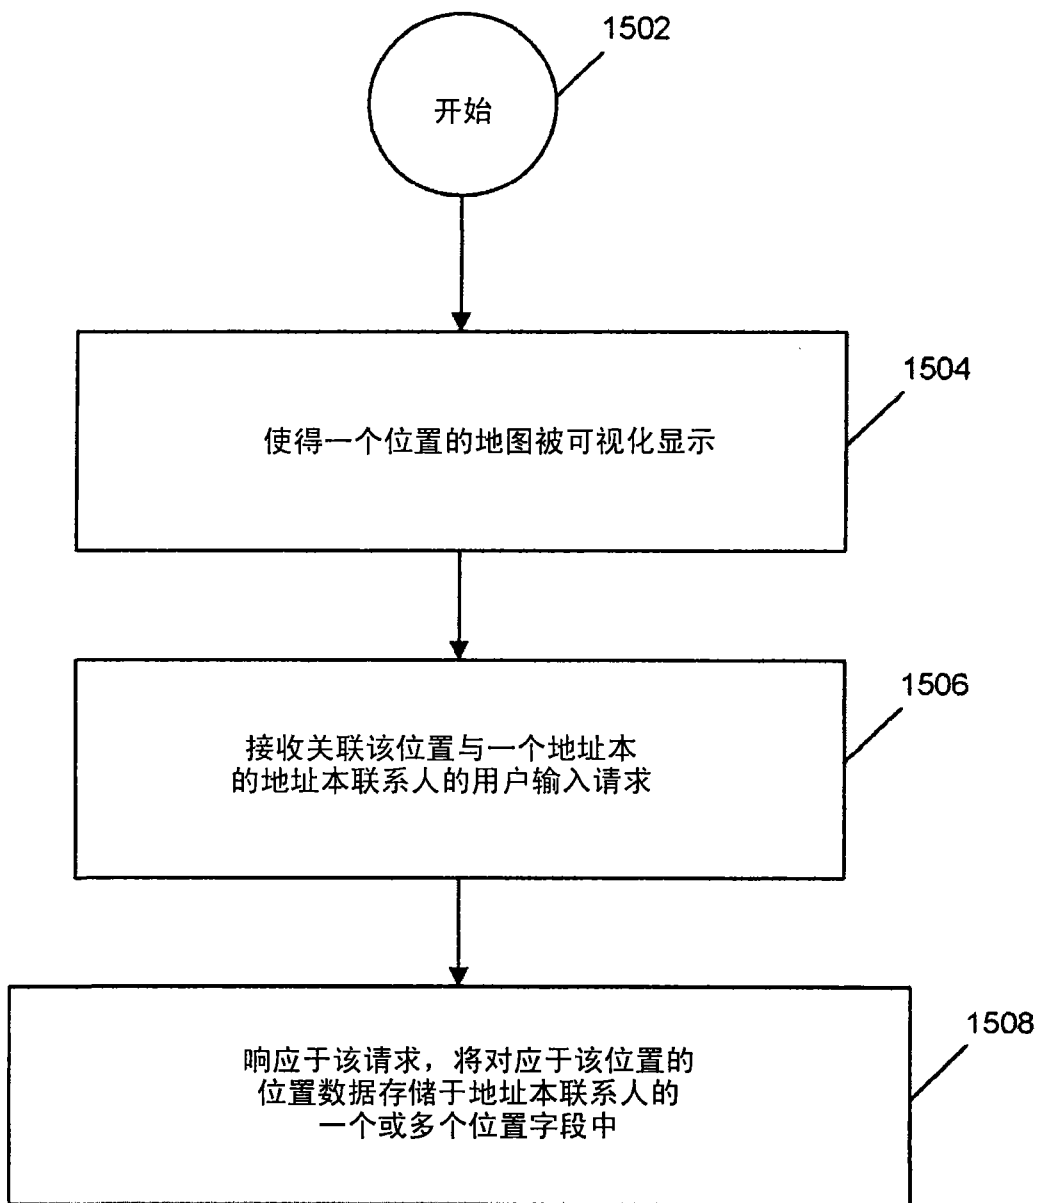 1502
开始
1504
使得一个位置的地图被可视化显示
1506
接收关联该位置与一个地址本
的地址本联系人的用户输入请求
1508
响应于该请求，将对应于该位置的
位置数据存储于地址本联系人的
一个或多个位置字段中